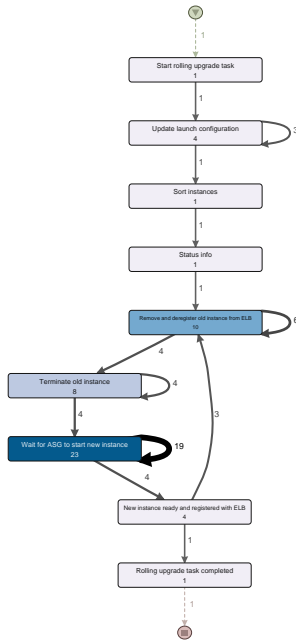 1
Start rolling upgrade task
1
1
Update launch configuration
4
3
1
Sort instances
1
1
Status info
1
1
Remove and deregister old instance from ELB
10
6
4
Terminate old instance
8
4
4
3
Wait for ASG to start new instance
23
19
4
New instance ready and registered with ELB
4
1
Rolling upgrade task completed
1
1